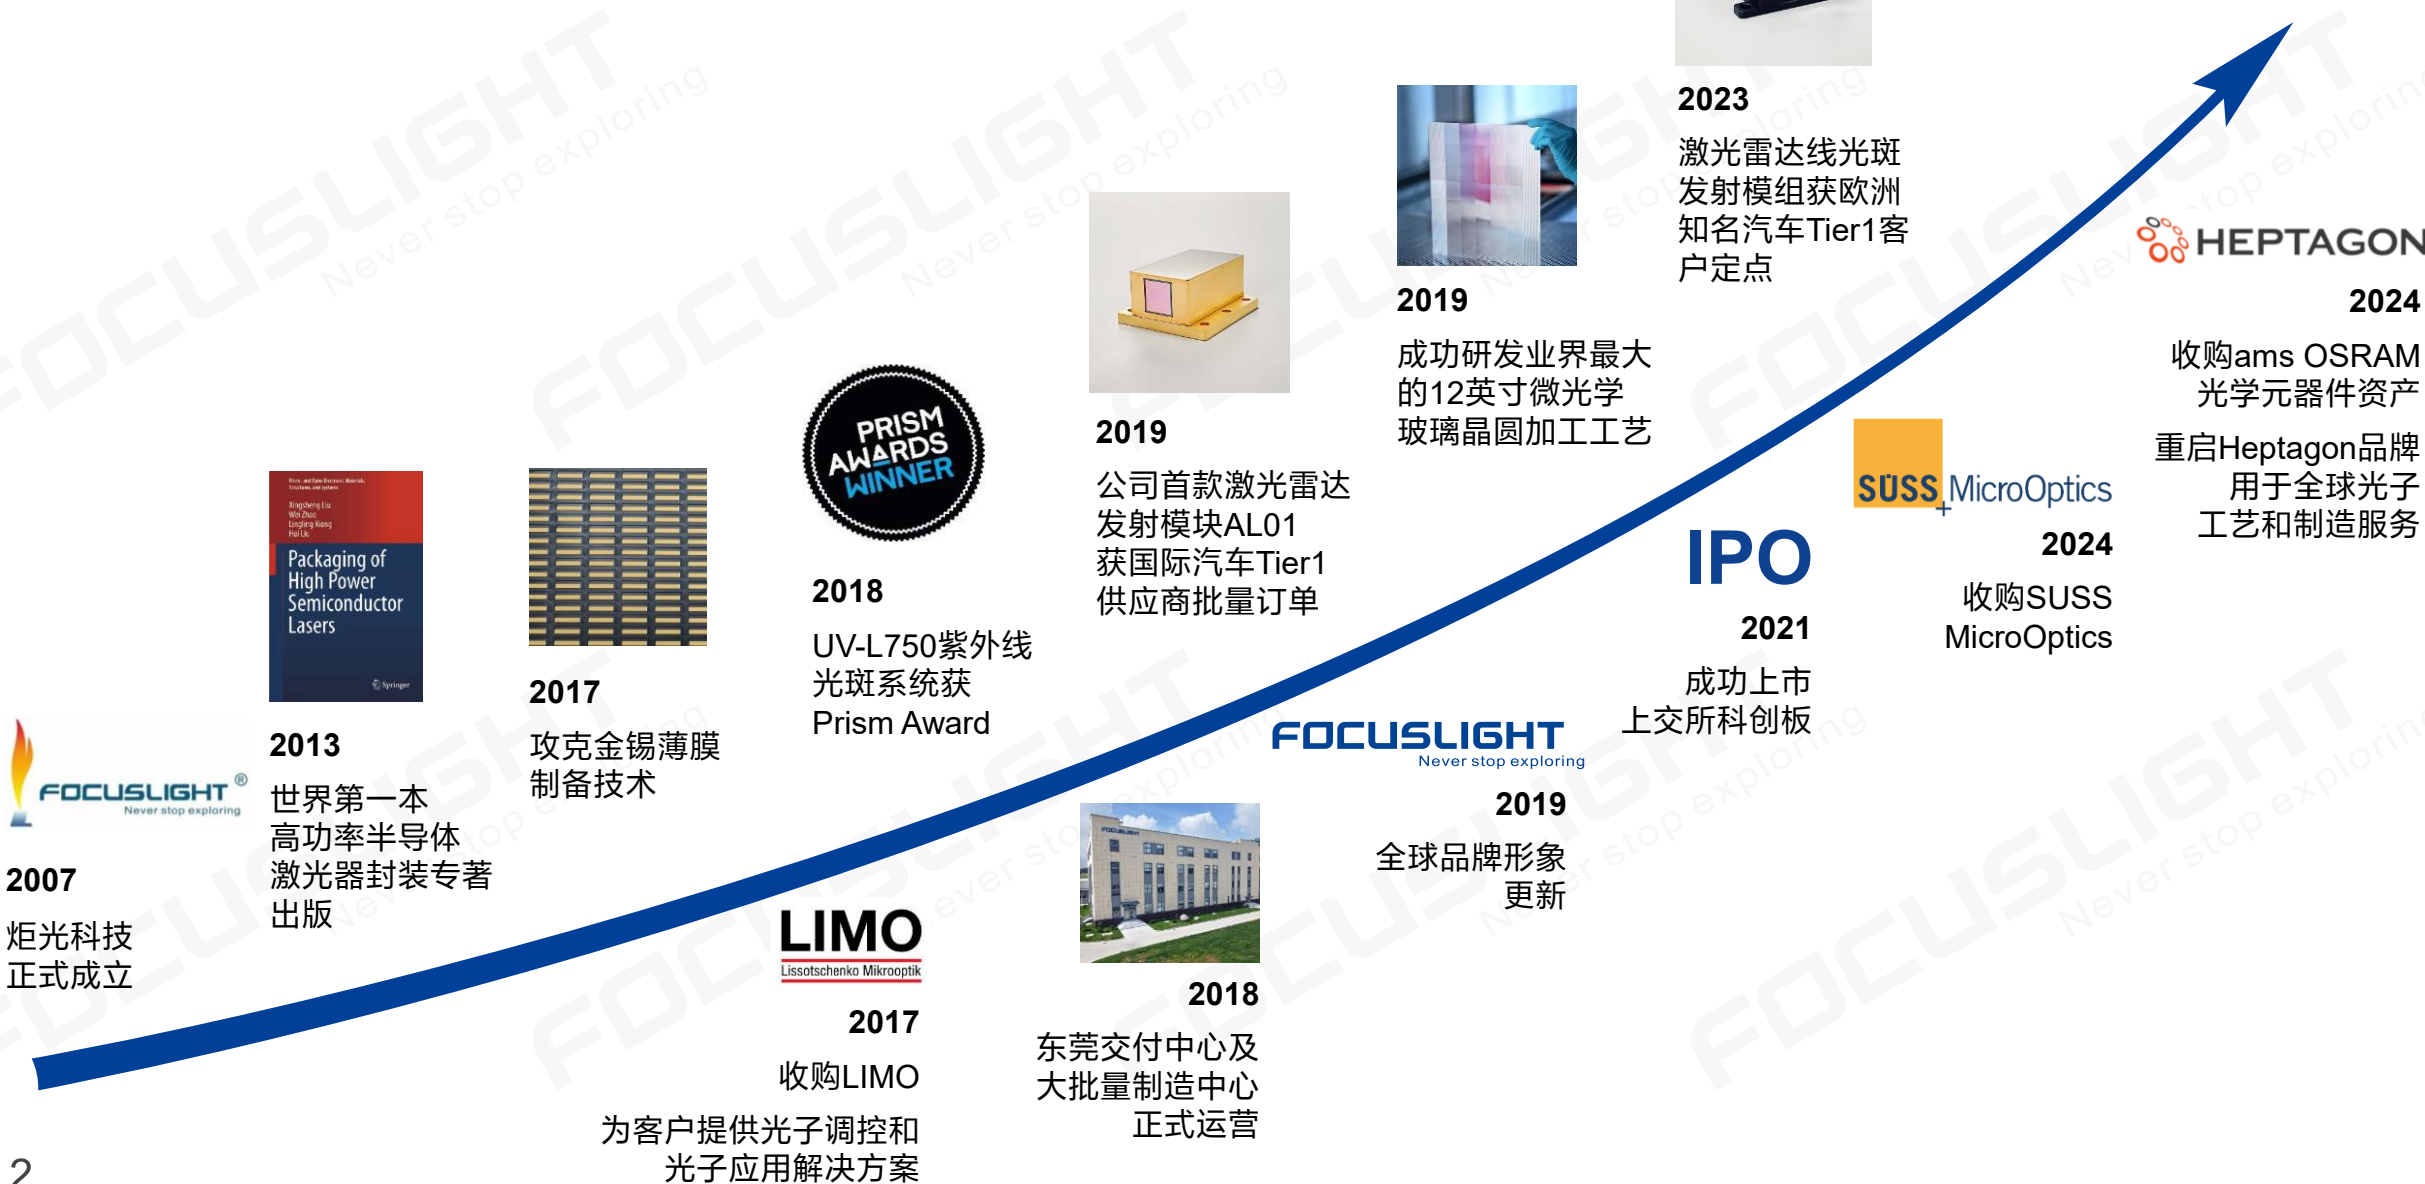 FOCUSLIGHT®
Never stop exploring
2007
炬光科技
正式成立
Xingsheng Liu
Wei Zhao
Lingling Xiong
Hui Liu
Packaging of
High Power
Semiconductor
Lasers
Springer
2013
世界第一本
高功率半导体
激光器封装专著
出版
2017
攻克金锡薄膜
制备技术
LIMO
Lissotschenko Mikrooptik
2017
收购LIMO
为客户提供光子调控和
光子应用解决方案
PRISM
AWARDS
WINNER
2018
UV-L750紫外线
光斑系统获
Prism Award
FOCUSLIGHT
2018
东莞交付中心及
大批量制造中心
正式运营
2019
公司首款激光雷达
发射模块AL01
获国际汽车Tier1
供应商批量订单
2019
成功研发业界最大
的12英寸微光学
玻璃晶圆加工工艺
FOCUSLIGHT
Never stop exploring
2019
全球品牌形象
更新
IPO
2021
成功上市
上交所科创板
2023
激光雷达线光斑
发射模组获欧洲
知名汽车Tier1客
户定点
SUSS MicroOptics
2024
收购SUSS
MicroOptics
HEPTAGON
2024
收购ams OSRAM
光学元器件资产
重启Heptagon品牌
用于全球光子
工艺和制造服务
2